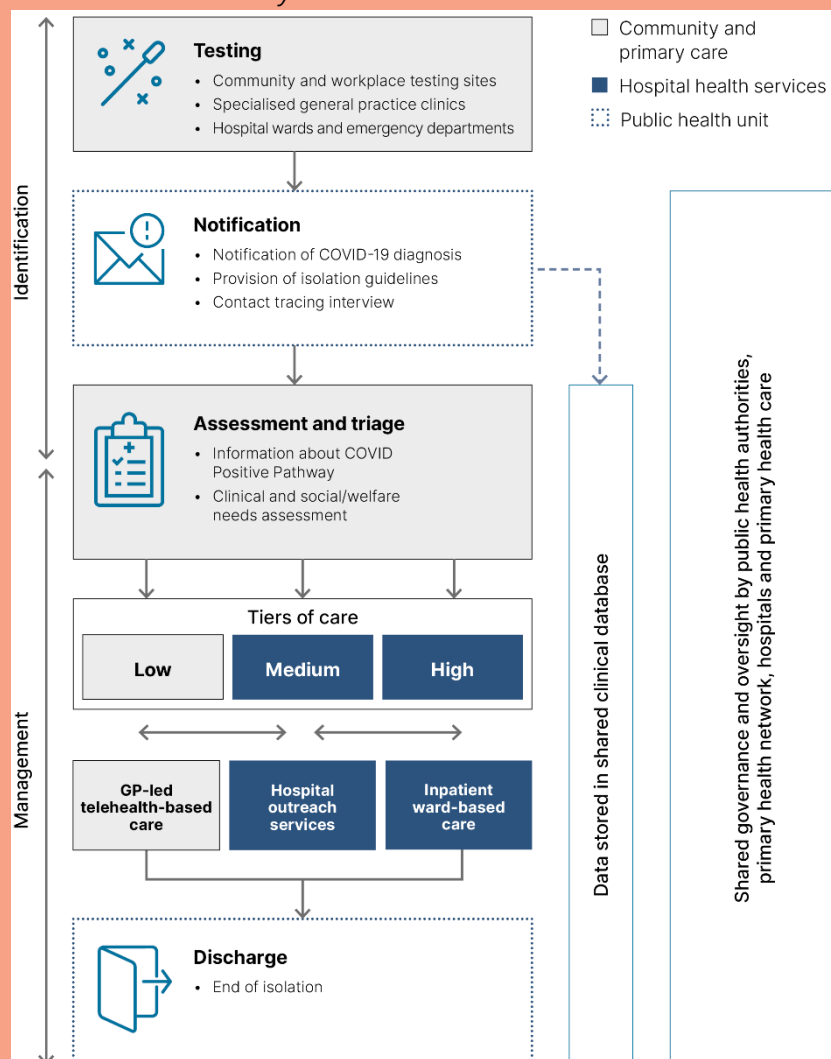 Testing
• Community and workplace testing sites
• Specialised general practice clinics
• Hospital wards and emergency departments
Community and
primary care
Hospital health services
Public health unit
Identification
Notification
• Notification of COVID-19 diagnosis
• Provision of isolation guidelines
• Contact tracing interview
Assessment and triage
• Information about COVID
Positive Pathway
• Clinical and social/welfare
needs assessment
Management
Tiers of care
Low
Medium
High
GP-led
telehealth-based
care
Hospital
outreach
services
Inpatient
ward-based
care
Discharge
• End of isolation
Data stored in shared clinical database
Shared governance and oversight by public health authorities,
primary health network, hospitals and primary health care